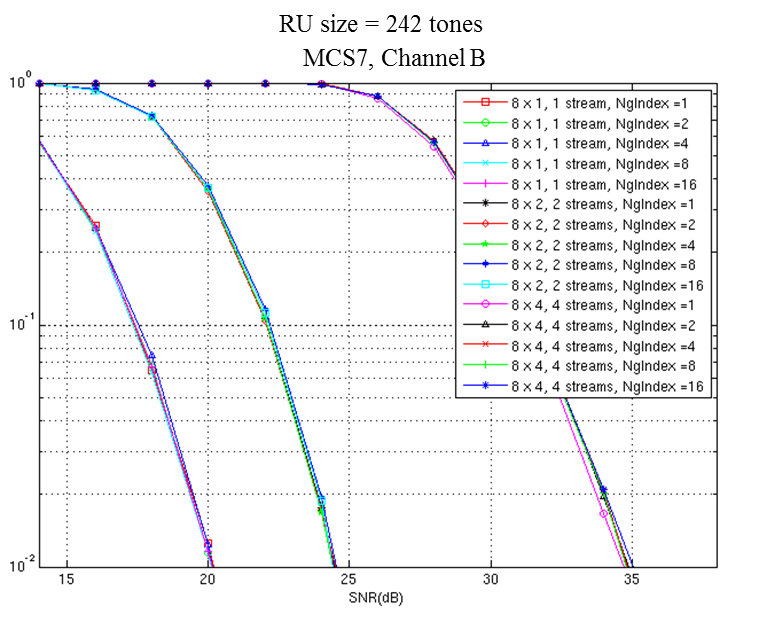 RU size = 242 tones
MCS7, Channel B
10^0
8 × 1, 1 stream, NgIndex =1
8 × 1, 1 stream, NgIndex =2
8 × 1, 1 stream, NgIndex =4
8 × 1, 1 stream, NgIndex =8
8 × 1, 1 stream, NgIndex =16
8 × 2, 2 streams, NgIndex =1
8 × 2, 2 streams, NgIndex =2
8 × 2, 2 streams, NgIndex =4
8 × 2, 2 streams, NgIndex =8
8 × 2, 2 streams, NgIndex =16
8 × 4, 4 streams, NgIndex =1
8 × 4, 4 streams, NgIndex =2
8 × 4, 4 streams, NgIndex =4
8 × 4, 4 streams, NgIndex =8
8 × 4, 4 streams, NgIndex =16
10^-1
10^-2
15 20 25 30 35
SNR(dB)